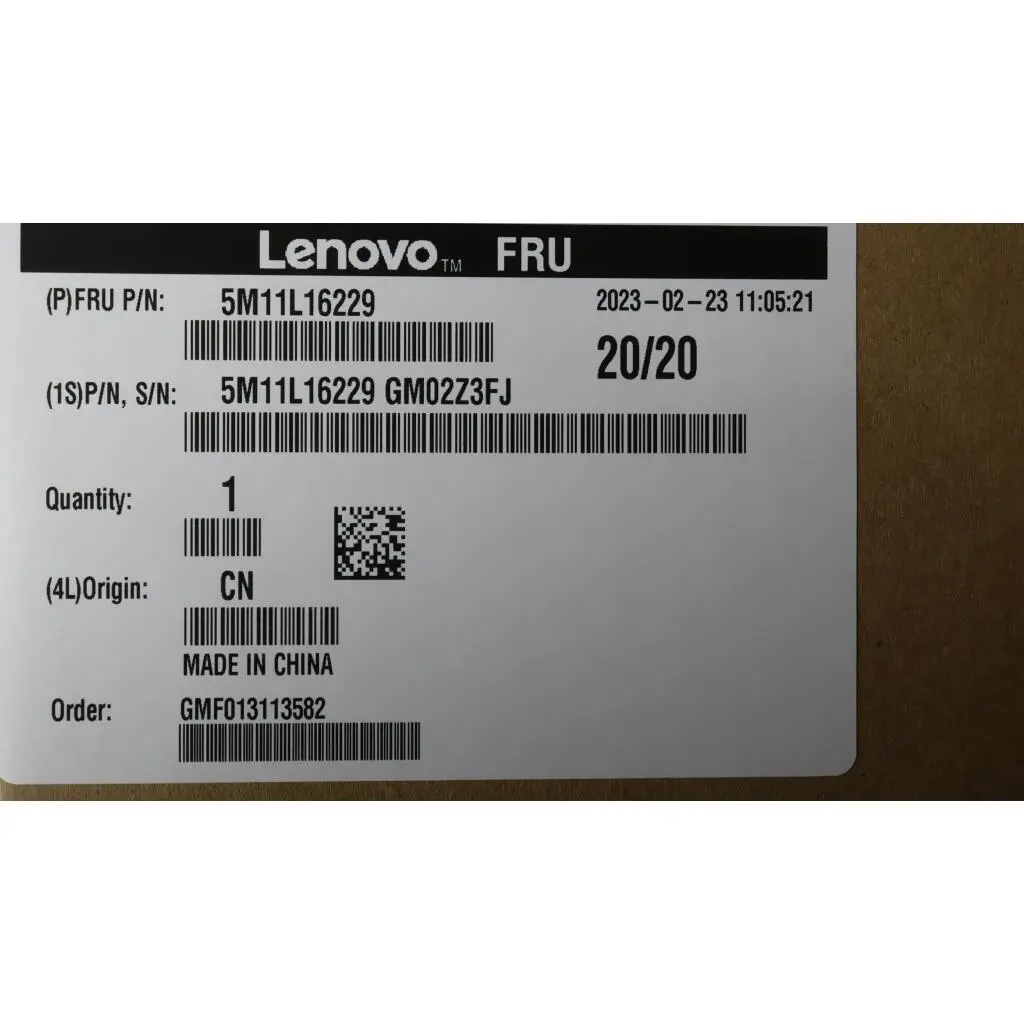 Lenovo™ FRU
(P)FRU P/N: 5M11L16229 2023-02-23 11:05:21
20/20
(1S)P/N, S/N: 5M11L16229 GM02Z3FJ
Quantity: 1
(4L)Origin: CN
MADE IN CHINA
Order: GMF013113582